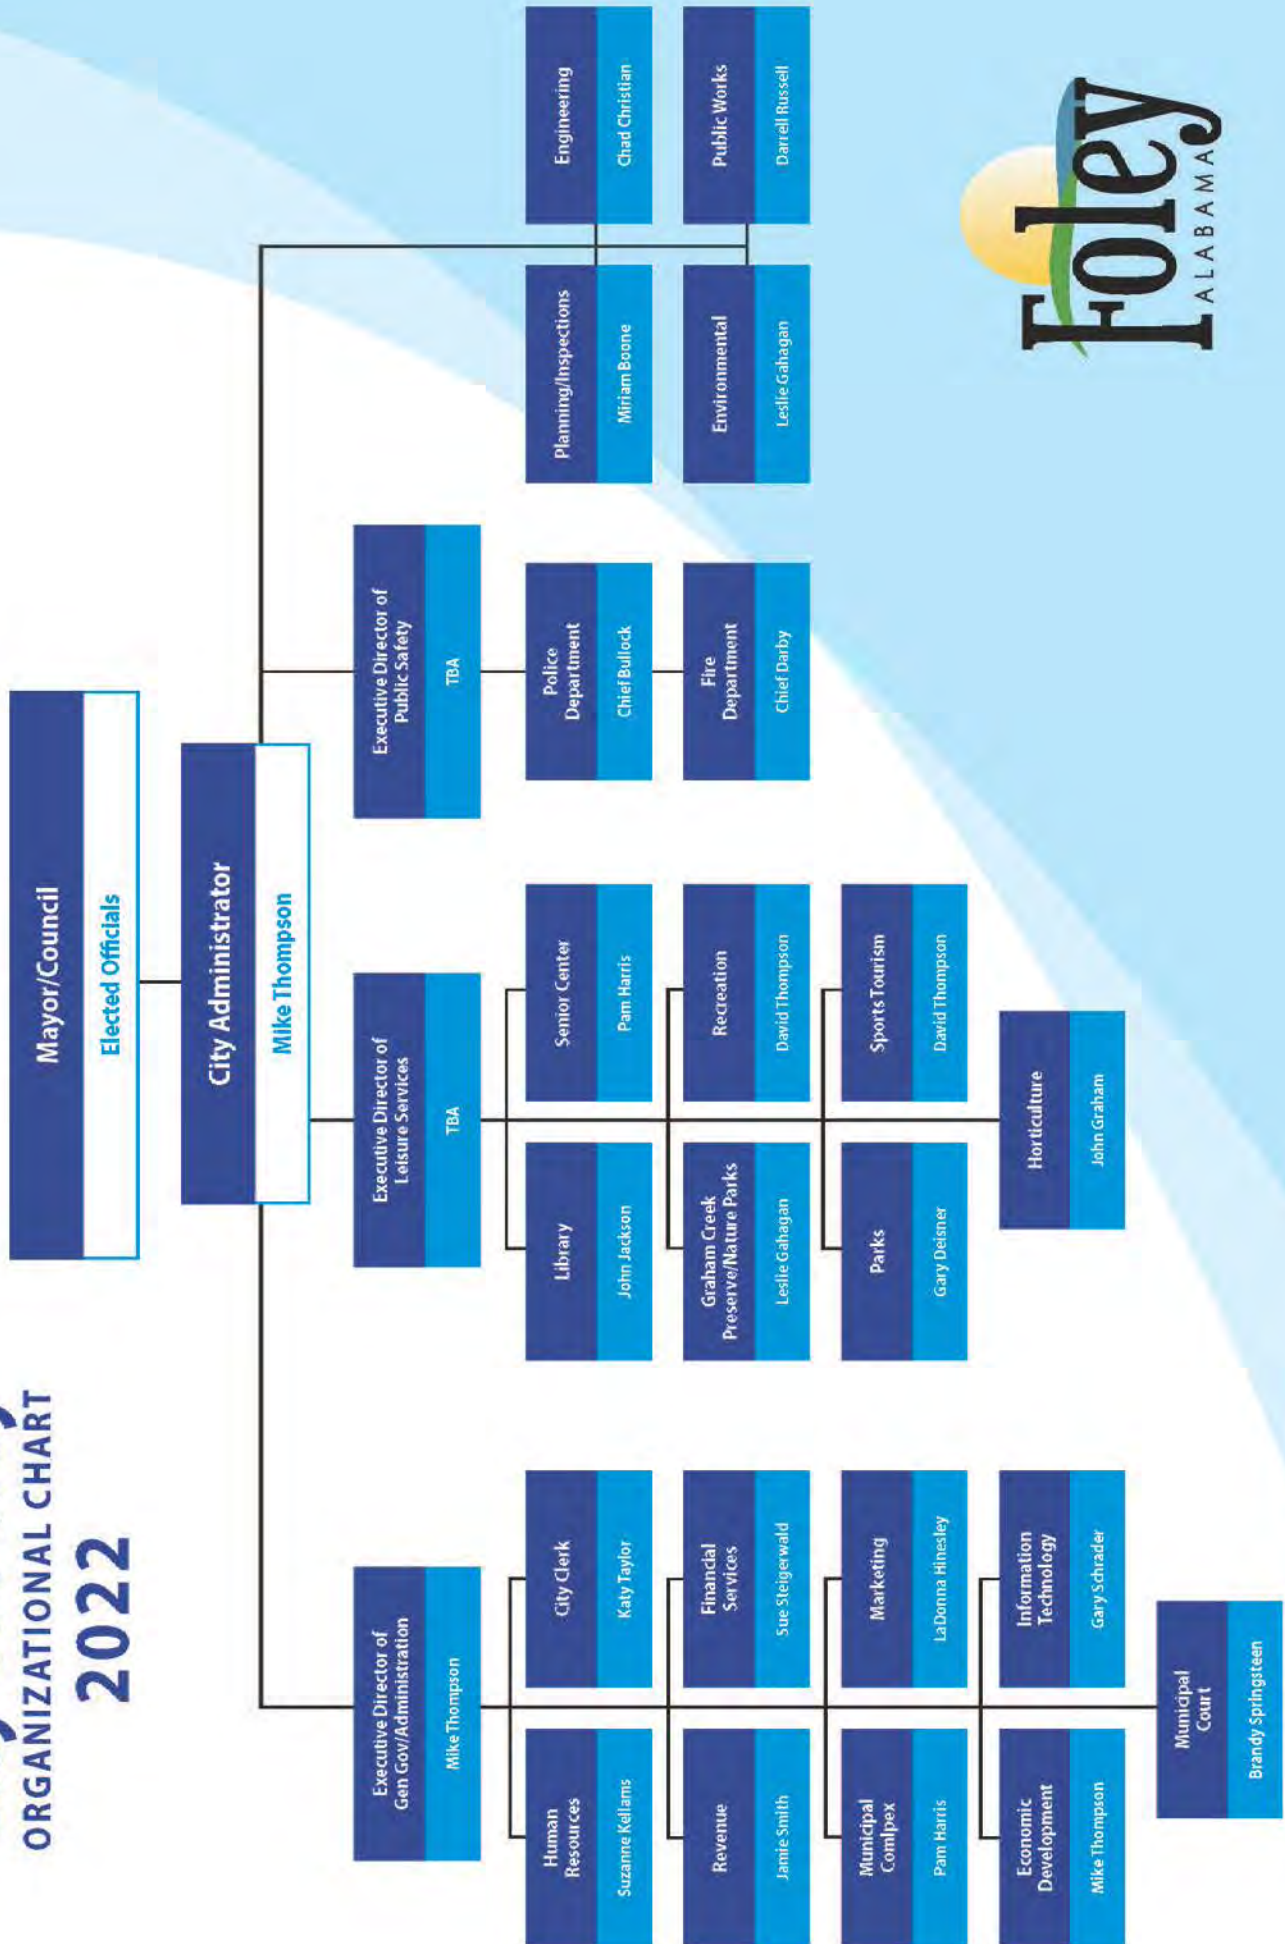 ORGANIZATIONAL CHART
2022
Mayor/Council
Elected Officials
City Administrator
Mike Thompson
Executive Director of
Gen Gov/Administration
Mike Thompson
Human
Resources
Suzanne Kellams
City Clerk
Katy Taylor
Revenue
Jamie Smith
Financial
Services
Sue Steigerwald
Municipal
Comlpex
Pam Harris
Marketing
LaDonna Hinesley
Economic
Development
Mike Thompson
Information
Technology
Gary Schrader
Municipal
Court
Brandy Springsteen
Executive Director of
Leisure Services
TBA
Library
John Jackson
Senior Center
Pam Harris
Graham Creek
Preserve/Nature Parks
Leslie Gahagan
Recreation
David Thompson
Parks
Gary Deisner
Sports Tourism
David Thompson
Horticulture
John Graham
Executive Director of
Public Safety
TBA
Police
Department
Chief Bullock
Fire
Department
Chief Darby
Planning/Inspections
Miriam Boone
Engineering
Chad Christian
Environmental
Leslie Gahagan
Public Works
Darrell Russell
Foley
ALABAMA